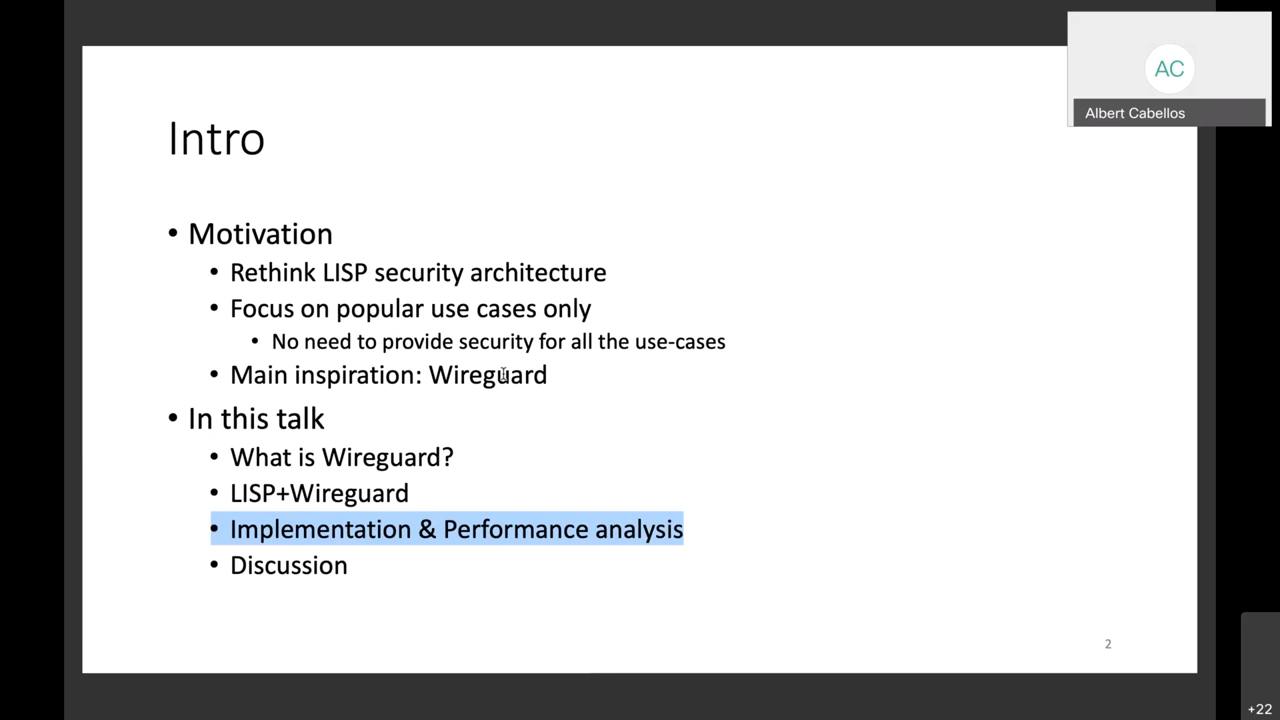 AC
Albert Cabellos
Intro
• Motivation
• Rethink LISP security architecture
• Focus on popular use cases only
• No need to provide security for all the use-cases
• Main inspiration: Wireguard
• In this talk
• What is Wireguard?
• LISP+Wireguard
• Implementation & Performance analysis
• Discussion
2
+22